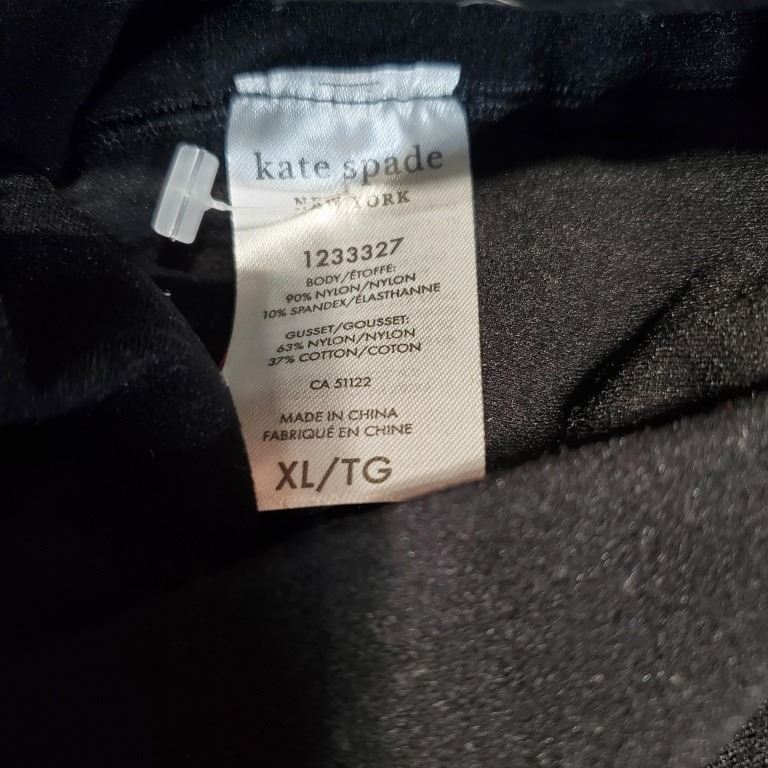 kate spade
NEW YORK
1233327
BODY/ÉTOFFE:
90% NYLON/NYLON
10% SPANDEX/ÉLASTHANNE
GUSSET/GOUSSET:
63% NYLON/NYLON
37% COTTON/COTON
CA 51122
MADE IN CHINA
FABRIQUÉ EN CHINE
XL/TG